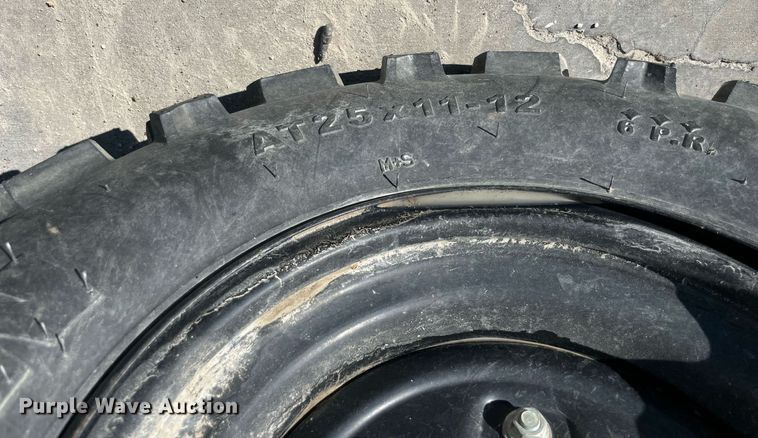 AT25x11-12
6 P.R.
M+S
Purple Wave Auction